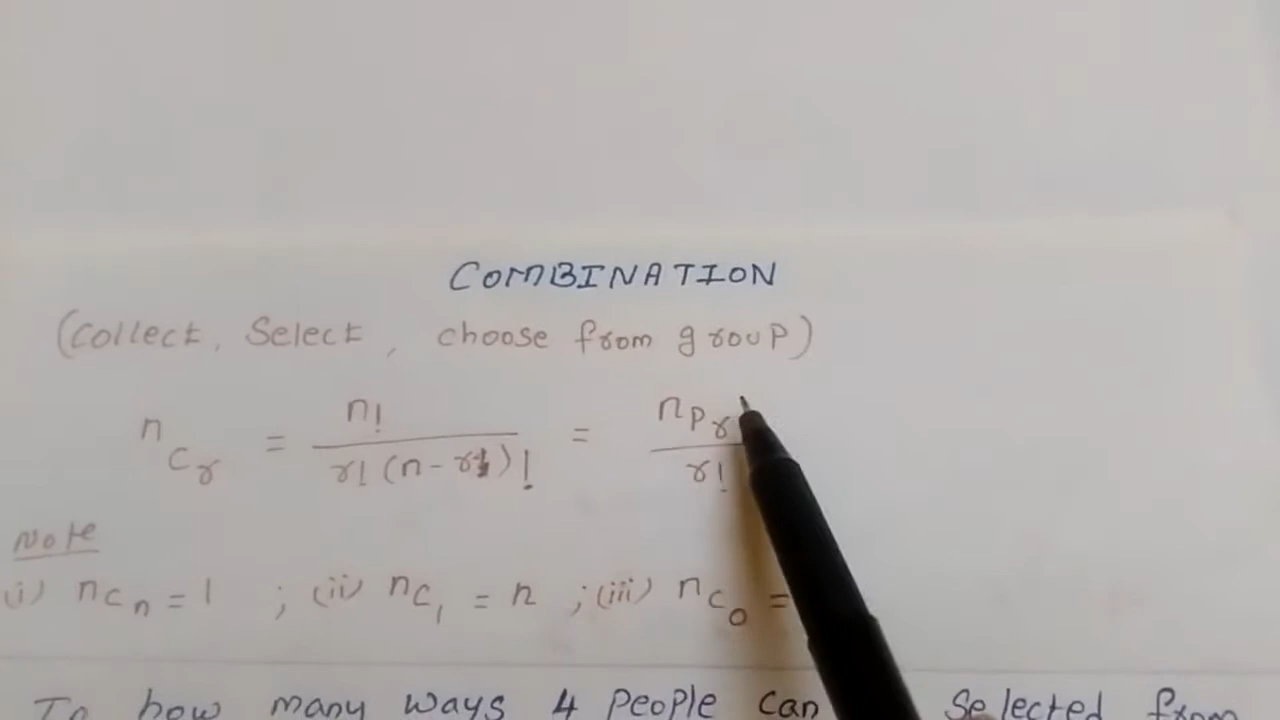 COMBINATION
(Collect, Select, choose from group)
nCr = n! / r!(n-r)! = nPr / r!
Note
(i) nCn = 1 ; (ii) nC1 = n ; (iii) nC0 =
In how many ways 4 people can selected from